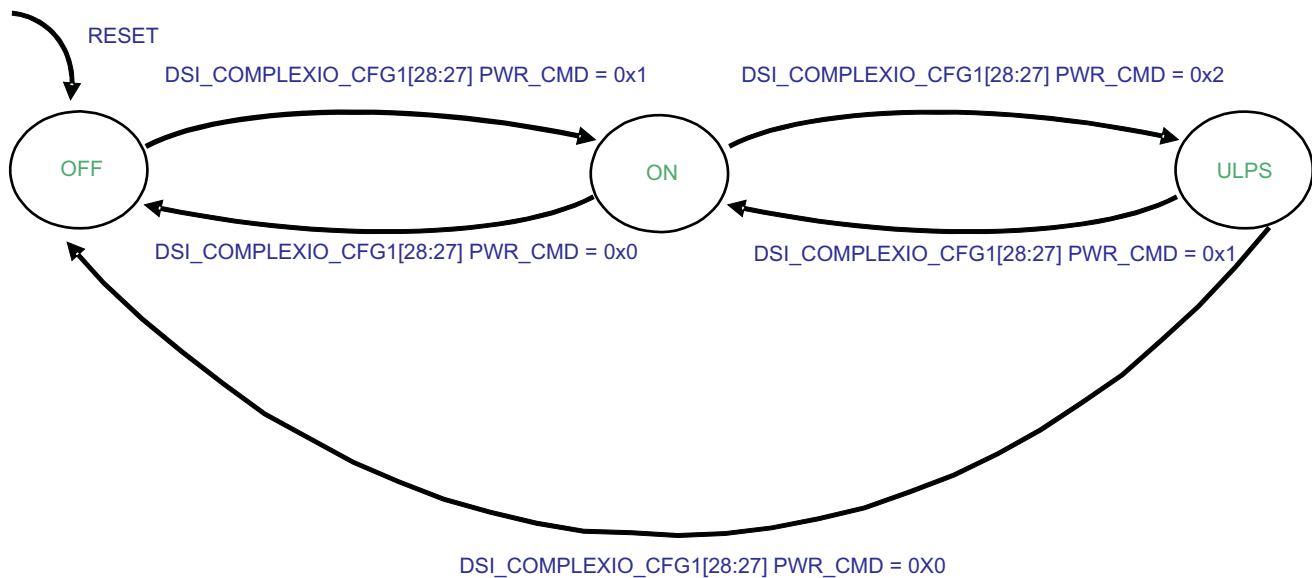 RESET
DSI_COMPLEXIO_CFG1[28:27] PWR_CMD = 0x1
DSI_COMPLEXIO_CFG1[28:27] PWR_CMD = 0x2
OFF
ON
ULPS
DSI_COMPLEXIO_CFG1[28:27] PWR_CMD = 0x0
DSI_COMPLEXIO_CFG1[28:27] PWR_CMD = 0x1
DSI_COMPLEXIO_CFG1[28:27] PWR_CMD = 0X0